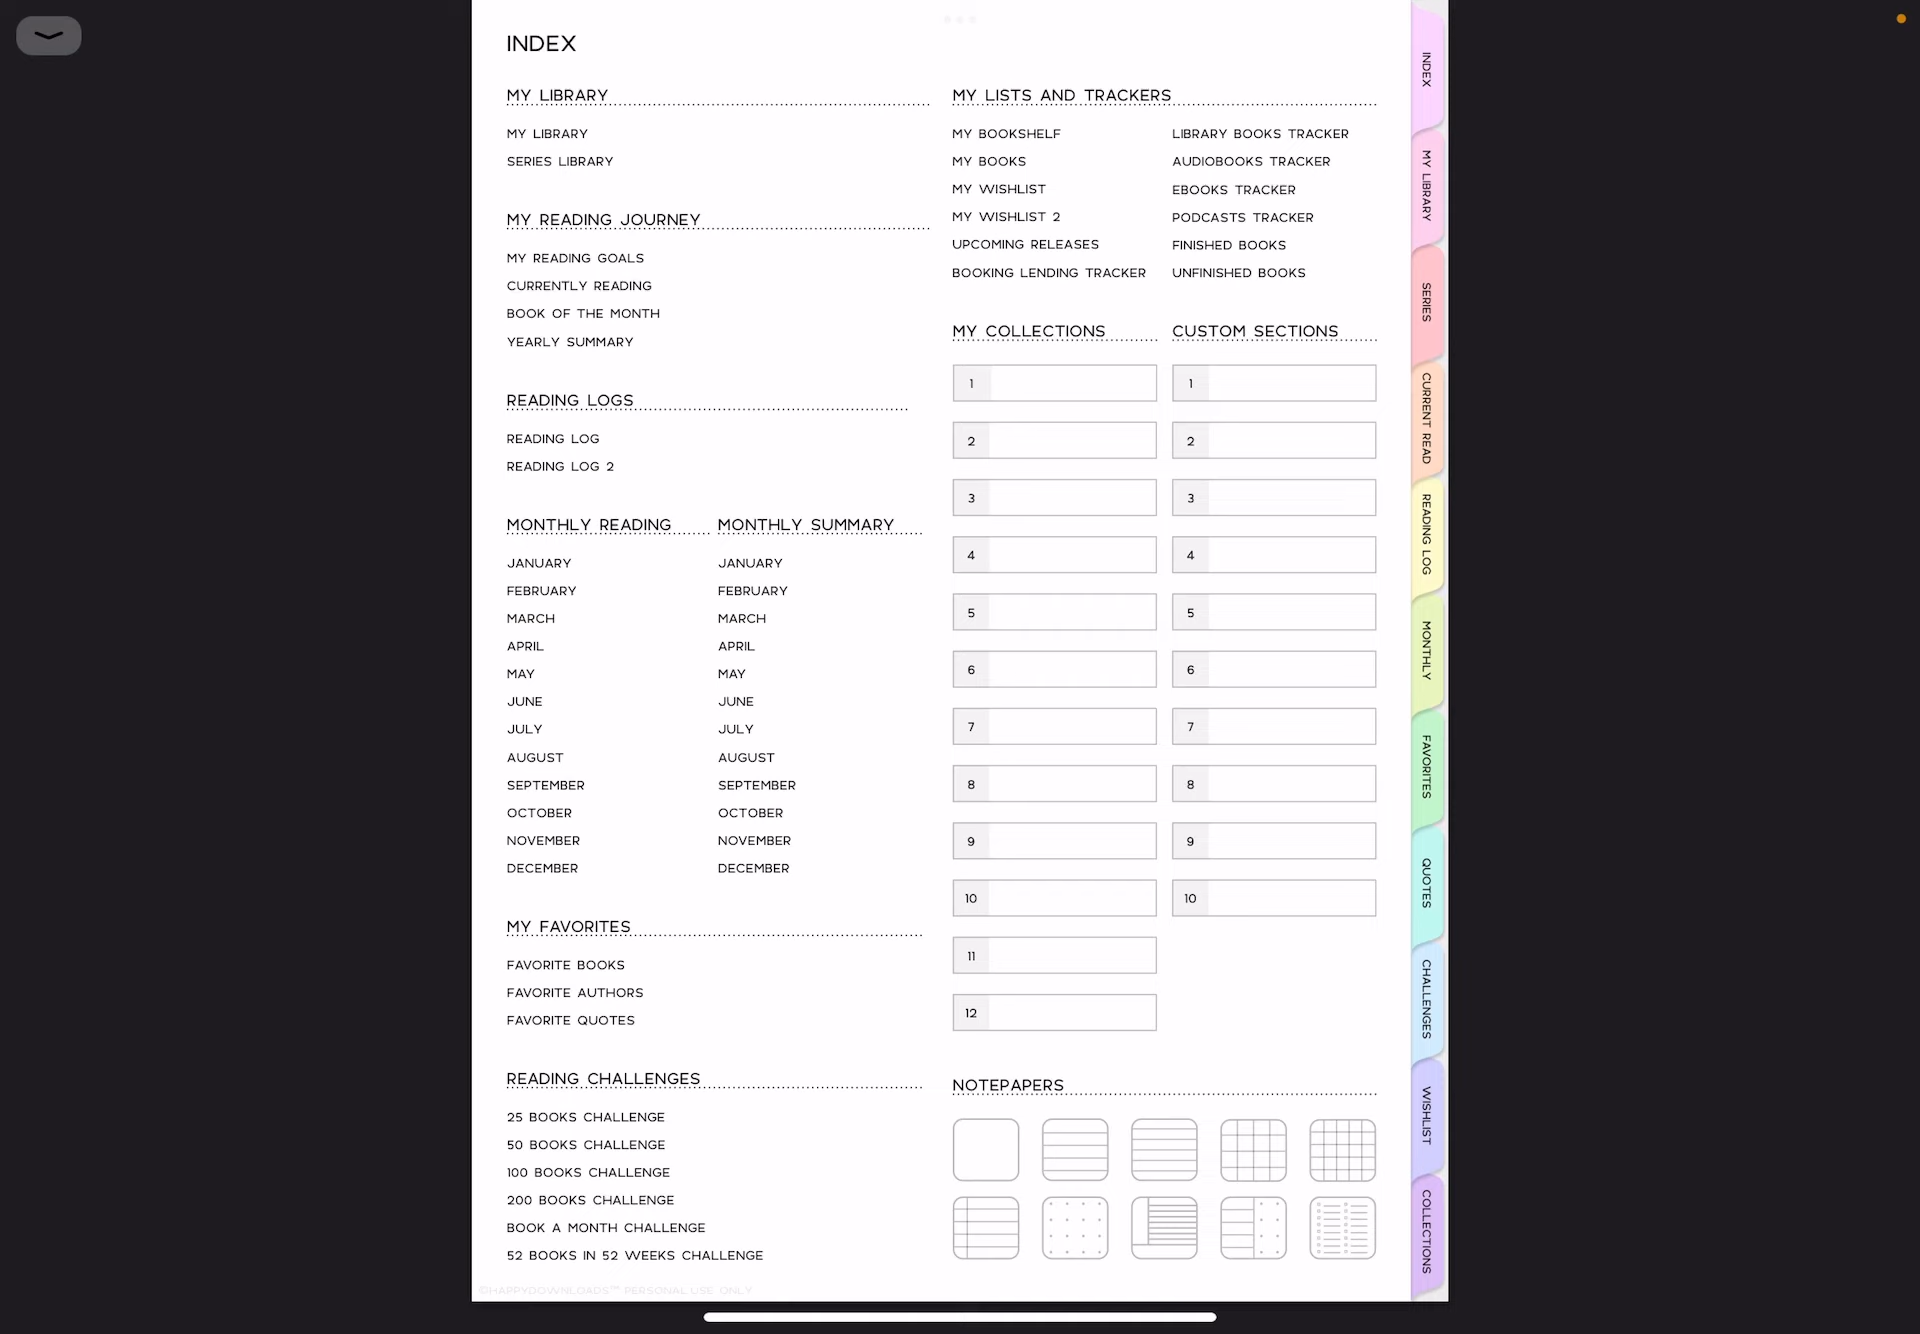 INDEX
MY LIBRARY
MY LIBRARY
SERIES LIBRARY
MY READING JOURNEY
MY READING GOALS
CURRENTLY READING
BOOK OF THE MONTH
YEARLY SUMMARY
READING LOGS
READING LOG
READING LOG 2
MONTHLY READING
JANUARY
FEBRUARY
MARCH
APRIL
MAY
JUNE
JULY
AUGUST
SEPTEMBER
OCTOBER
NOVEMBER
DECEMBER
MONTHLY SUMMARY
JANUARY
FEBRUARY
MARCH
APRIL
MAY
JUNE
JULY
AUGUST
SEPTEMBER
OCTOBER
NOVEMBER
DECEMBER
MY FAVORITES
FAVORITE BOOKS
FAVORITE AUTHORS
FAVORITE QUOTES
READING CHALLENGES
25 BOOKS CHALLENGE
50 BOOKS CHALLENGE
100 BOOKS CHALLENGE
200 BOOKS CHALLENGE
BOOK A MONTH CHALLENGE
52 BOOKS IN 52 WEEKS CHALLENGE
©HAPPYDOWNLOADS™ PERSONAL USE ONLY
MY LISTS AND TRACKERS
MY BOOKSHELF
MY BOOKS
MY WISHLIST
MY WISHLIST 2
UPCOMING RELEASES
BOOKING LENDING TRACKER
LIBRARY BOOKS TRACKER
AUDIOBOOKS TRACKER
EBOOKS TRACKER
PODCASTS TRACKER
FINISHED BOOKS
UNFINISHED BOOKS
MY COLLECTIONS
1
2
3
4
5
6
7
8
9
10
11
12
CUSTOM SECTIONS
1
2
3
4
5
6
7
8
9
10
NOTEPAPERS
INDEX
MY LIBRARY
SERIES
CURRENT READ
READING LOG
MONTHLY
FAVORITES
QUOTES
CHALLENGES
WISHLIST
COLLECTIONS